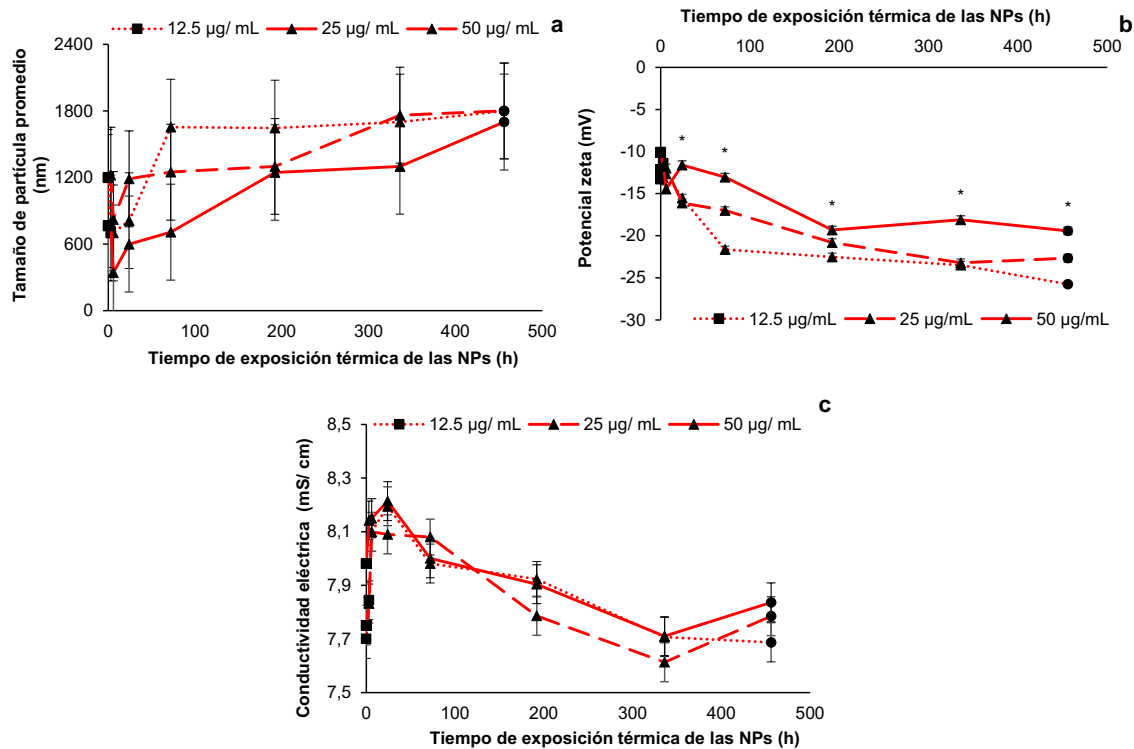 12.5 µg/ mL 25 µg/ mL 50 µg/ mL
a
2400
1800
1200
600
0
0 100 200 300 400 500
Tamaño de partícula promedio
(nm)
Tiempo de exposición térmica de las NPs (h)
Tiempo de exposición térmica de las NPs (h)
b
0 100 200 300 400 500
0
-5
-10
-15
-20
-25
-30
Potencial zeta (mV)
* * * * *
12.5 µg/mL 25 µg/mL 50 µg/mL
c
12.5 µg/ mL 25 µg/ mL 50 µg/ mL
8,5
8,3
8,1
7,9
7,7
7,5
0 100 200 300 400 500
Conductividad eléctrica (mS/ cm)
Tiempo de exposición térmica de las NPs (h)